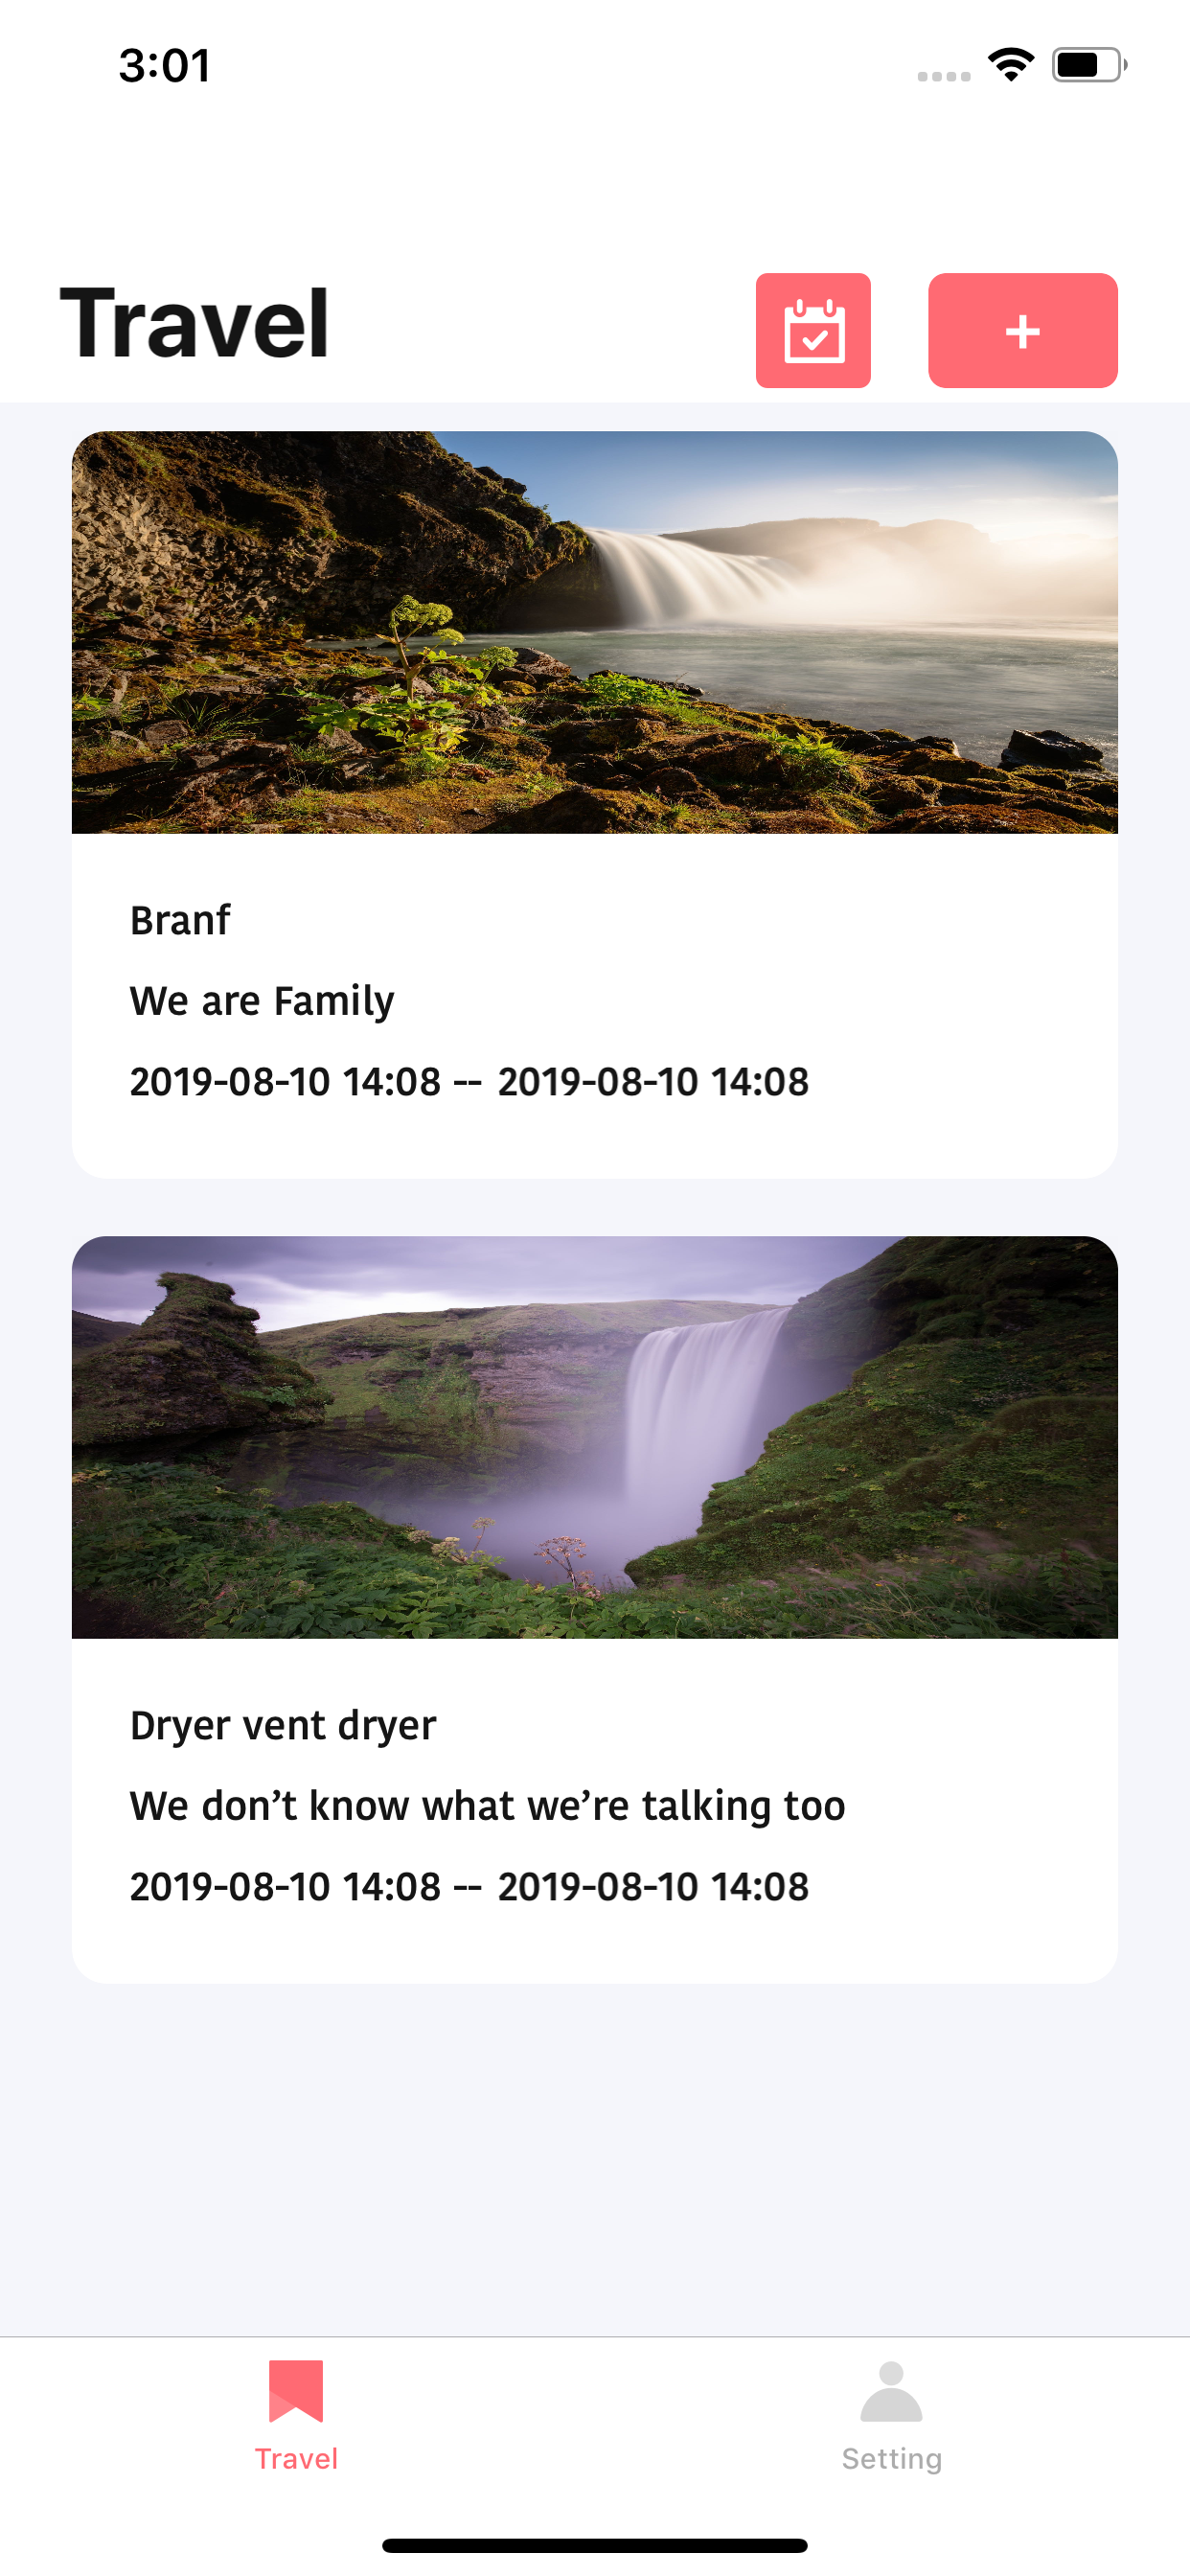 3:01
Travel
+
Branf
We are Family
2019-08-10 14:08 -- 2019-08-10 14:08
Dryer vent dryer
We don’t know what we’re talking too
2019-08-10 14:08 -- 2019-08-10 14:08
Travel
Setting